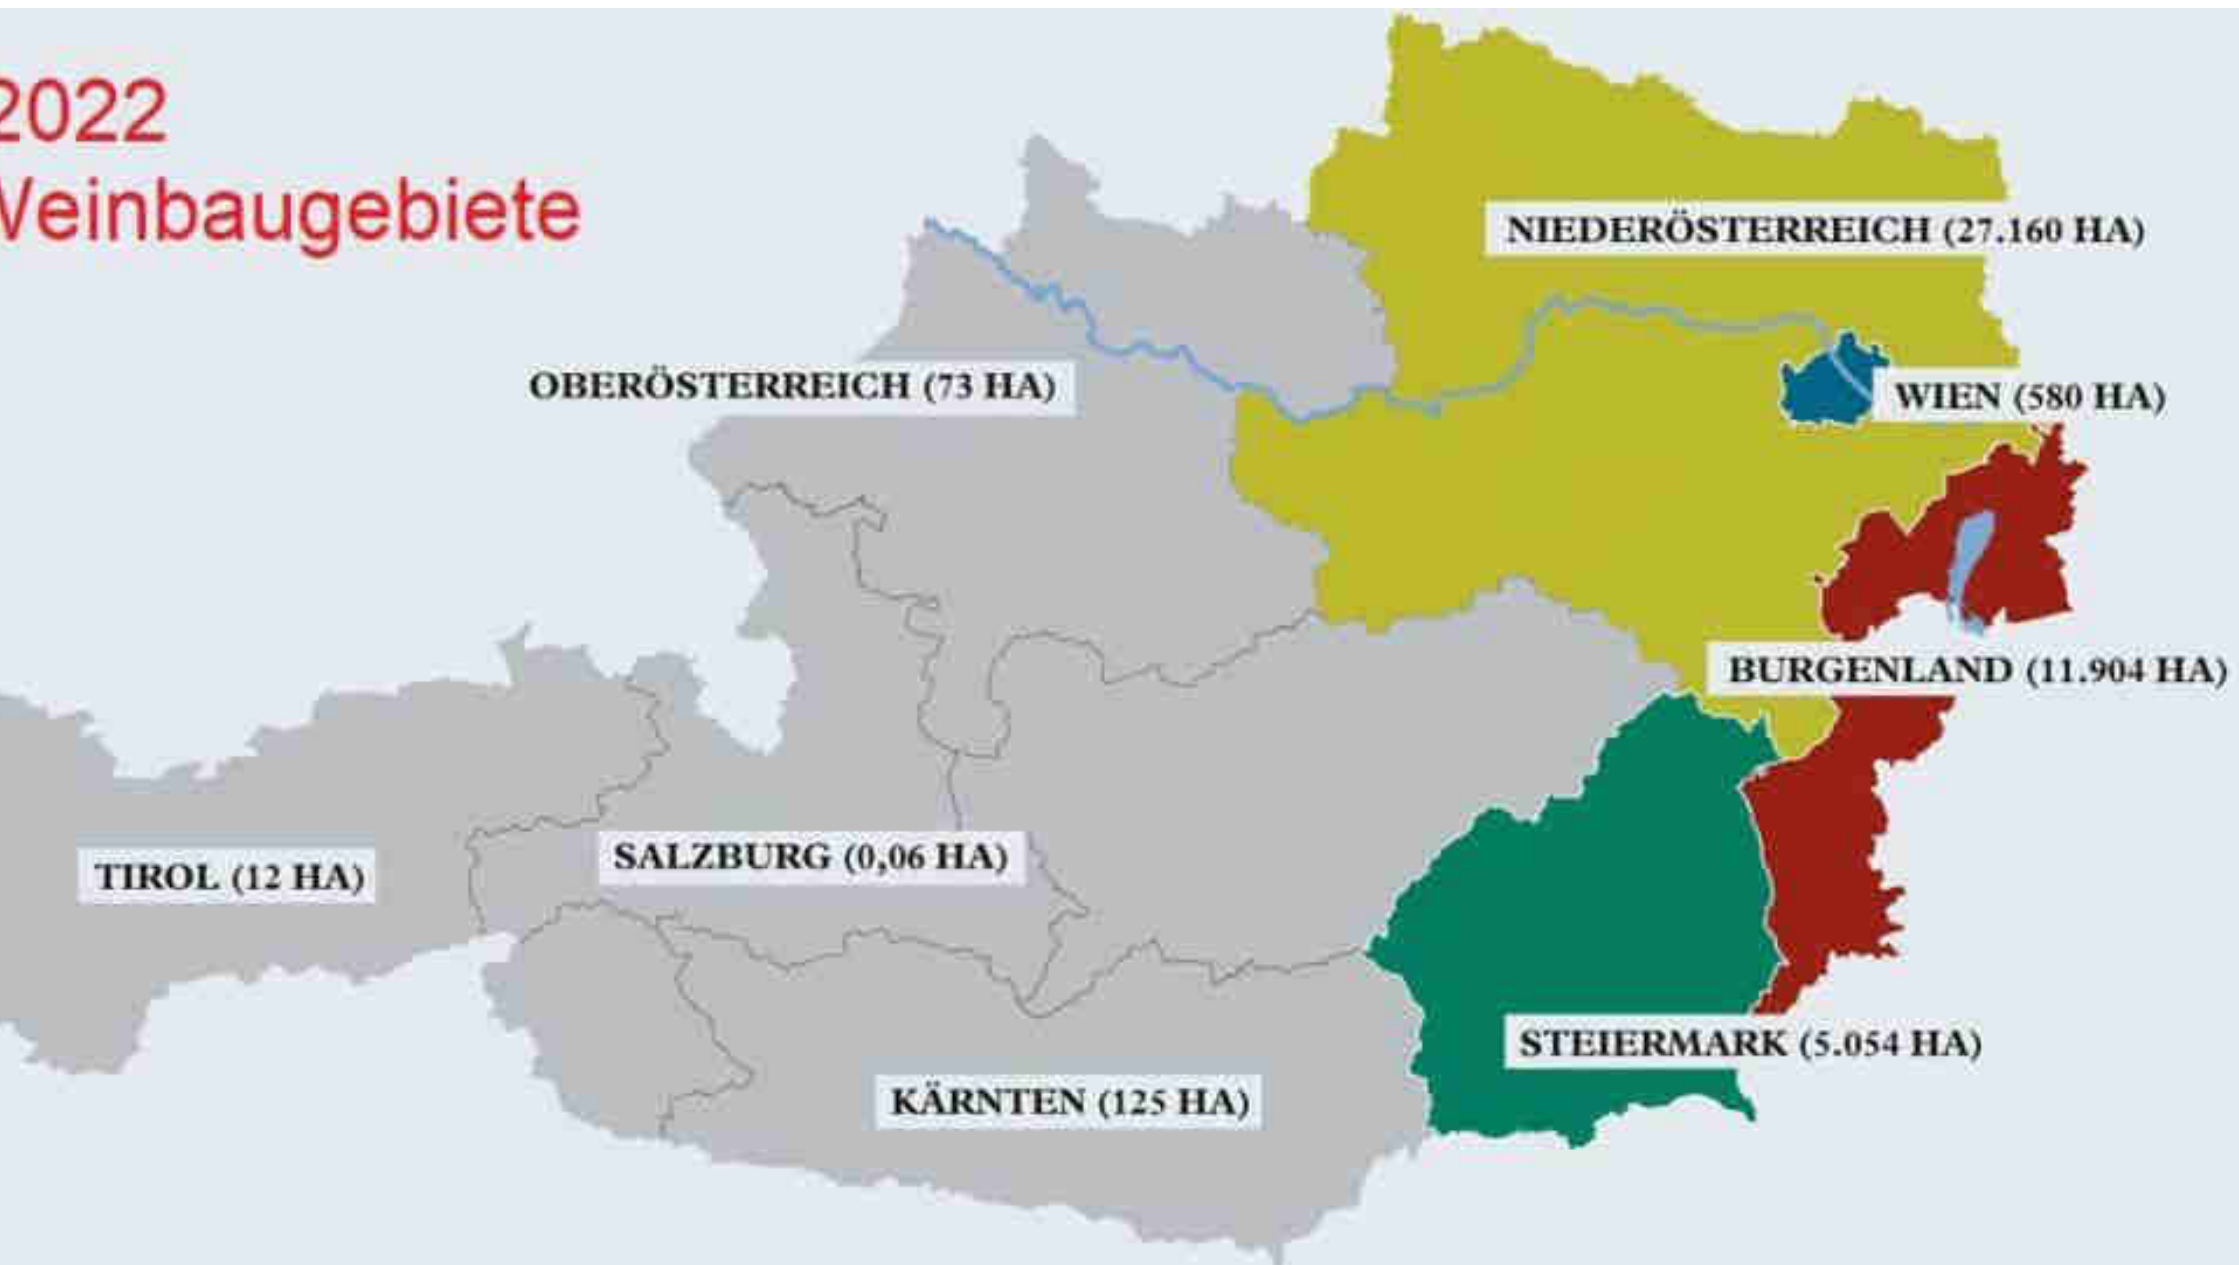 2022
Weinbaugebiete
NIEDERÖSTERREICH (27.160 HA)
OBERÖSTERREICH (73 HA)
WIEN (580 HA)
BURGENLAND (11.904 HA)
SALZBURG (0,06 HA)
TIROL (12 HA)
STEIERMARK (5.054 HA)
KÄRNTEN (125 HA)